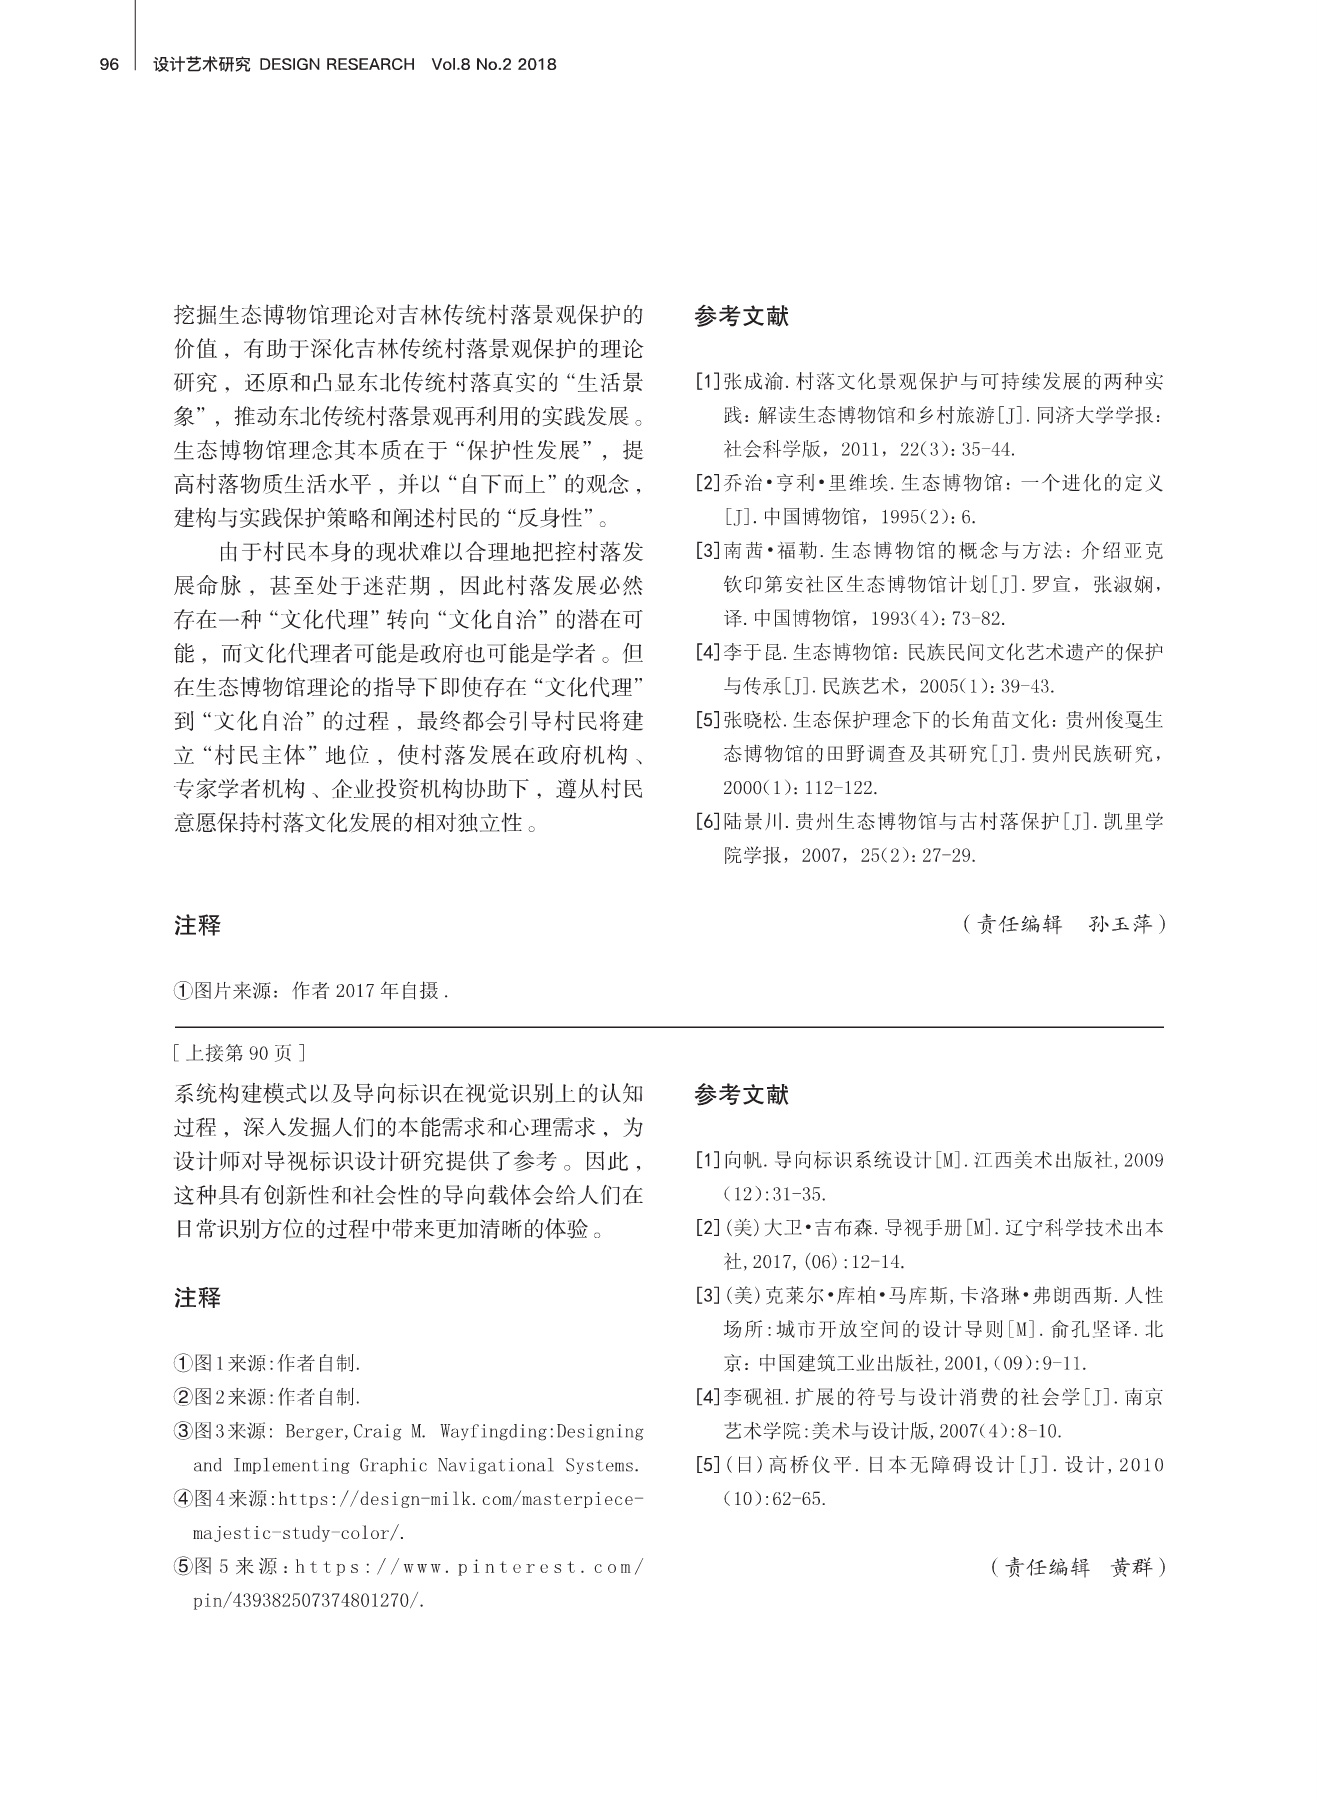 96 设计艺术研究 DESIGN RESEARCH Vol.8 No.2 2018
挖掘生态博物馆理论对吉林传统村落景观保护的
价值，有助于深化吉林传统村落景观保护的理论
研究，还原和凸显东北传统村落真实的“生活景
象”，推动东北传统村落景观再利用的实践发展。
生态博物馆理念其本质在于“保护性发展”，提
高村落物质生活水平，并以“自下而上”的观念，
建构与实践保护策略和阐述村民的“反身性”。
由于村民本身的现状难以合理地把控村落发
展命脉，甚至处于迷茫期，因此村落发展必然
存在一种“文化代理”转向“文化自治”的潜在可
能，而文化代理者可能是政府也可能是学者。但
在生态博物馆理论的指导下即使存在“文化代理”
到“文化自治”的过程，最终都会引导村民将建
立“村民主体”地位，使村落发展在政府机构、
专家学者机构、企业投资机构协助下，遵从村民
意愿保持村落文化发展的相对独立性。
注释
①图片来源：作者 2017 年自摄 .
参考文献
[1]张成渝. 村落文化景观保护与可持续发展的两种实
践: 解读生态博物馆和乡村旅游[J]. 同济大学学报:
社会科学版，2011，22(3): 35-44.
[2]乔治•亨利•里维埃. 生态博物馆: 一个进化的定义
[J]. 中国博物馆，1995(2): 6.
[3]南茜•福勒. 生态博物馆的概念与方法: 介绍亚克
钦印第安社区生态博物馆计划[J]. 罗宣，张淑娴，
译. 中国博物馆，1993(4): 73-82.
[4]李于昆. 生态博物馆: 民族民间文化艺术遗产的保护
与传承[J]. 民族艺术，2005(1): 39-43.
[5]张晓松. 生态保护理念下的长角苗文化: 贵州俊戛生
态博物馆的田野调查及其研究[J]. 贵州民族研究，
2000(1): 112-122.
[6]陆景川. 贵州生态博物馆与古村落保护[J]. 凯里学
院学报，2007，25(2): 27-29.
（责任编辑 孙玉萍）
[ 上接第 90 页 ]
系统构建模式以及导向标识在视觉识别上的认知
过程，深入发掘人们的本能需求和心理需求，为
设计师对导视标识设计研究提供了参考。因此，
这种具有创新性和社会性的导向载体会给人们在
日常识别方位的过程中带来更加清晰的体验。
注释
①图1来源:作者自制.
②图2来源:作者自制.
③图3来源: Berger,Craig M. Wayfingding:Designing
and Implementing Graphic Navigational Systems.
④图4来源:https://design-milk.com/masterpiece-
majestic-study-color/.
⑤图 5 来源:https://www.pinterest.com/
pin/439382507374801270/.
参考文献
[1]向帆. 导向标识系统设计[M]. 江西美术出版社,2009
(12):31-35.
[2](美)大卫•吉布森. 导视手册[M]. 辽宁科学技术出本
社,2017,(06):12-14.
[3](美)克莱尔•库柏•马库斯,卡洛琳•弗朗西斯. 人性
场所:城市开放空间的设计导则[M]. 俞孔坚译. 北
京: 中国建筑工业出版社,2001,(09):9-11.
[4]李砚祖. 扩展的符号与设计消费的社会学[J]. 南京
艺术学院:美术与设计版,2007(4):8-10.
[5](日)高桥仪平. 日本无障碍设计[J]. 设计,2010
(10):62-65.
（责任编辑 黄群）